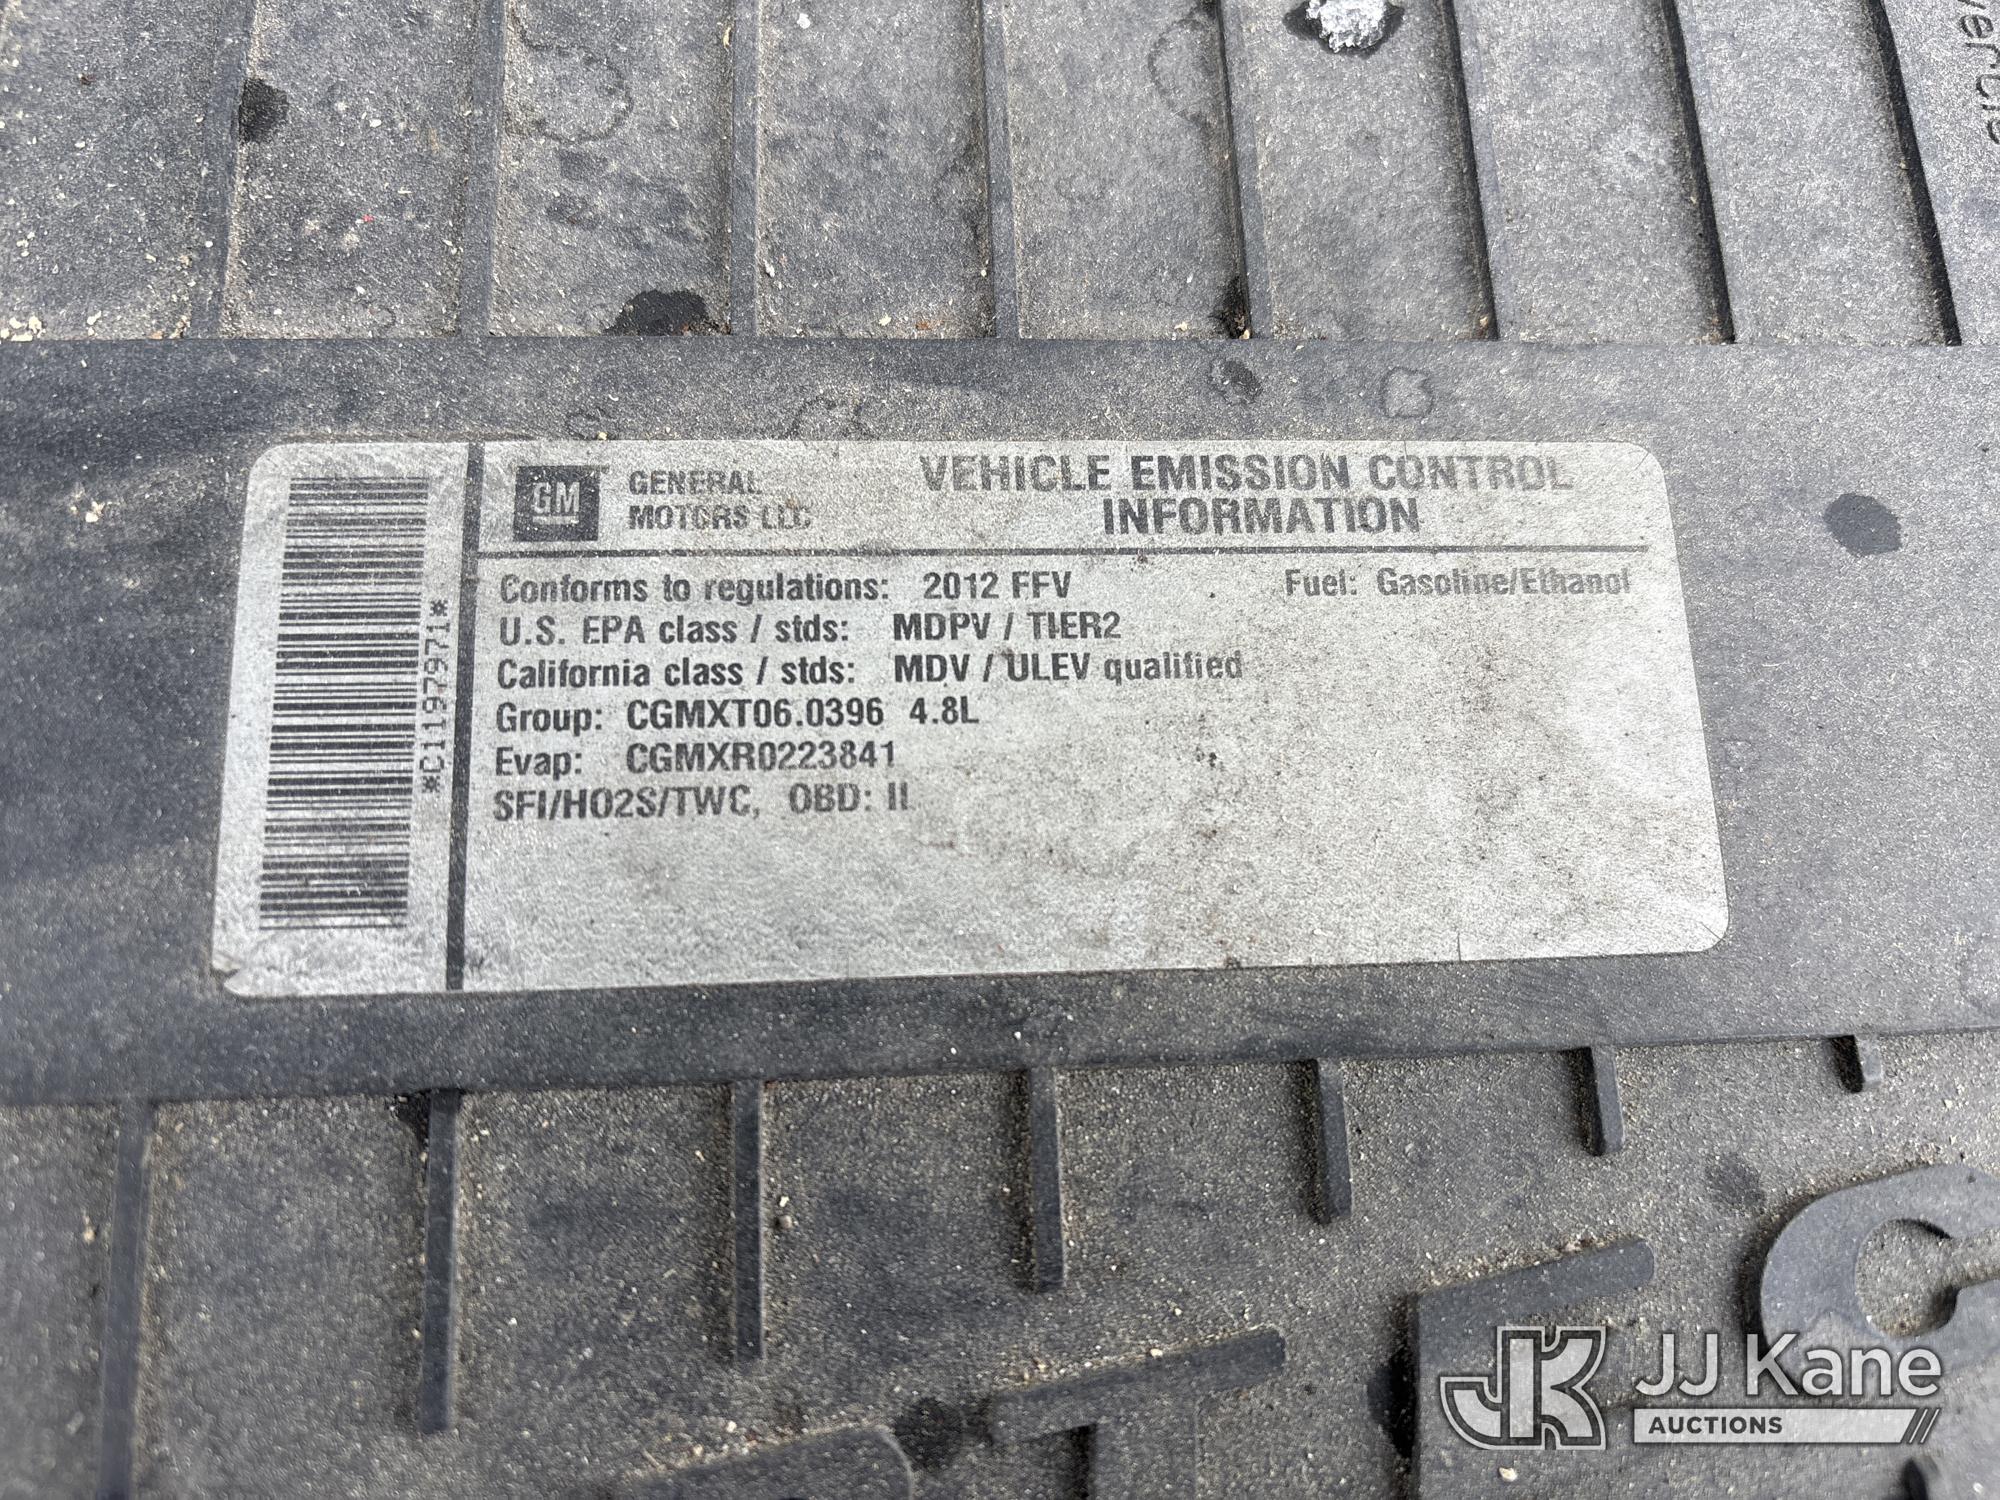 GM
GENERAL
MOTORS LLC
VEHICLE EMISSION CONTROL
INFORMATION
Conforms to regulations: 2012 FFV
Fuel: Gasoline/Ethanol
U.S. EPA class / stds: MDPV / TIER2
California class / stds: MDV / ULEV qualified
Group: CGMXT06.0396 4.8L
Evap: CGMXR0223841
SFI/HO2S/TWC, OBD: II
*C11979971*
JK
JJ Kane
AUCTIONS